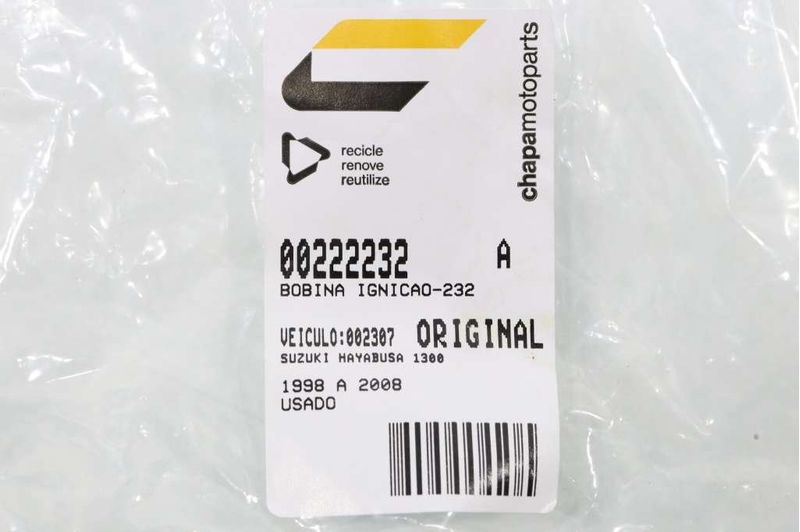 chapamotoparts
recicle
renove
reutilize
00222232 A
BOBINA IGNICAO-232
VEICULO:002307 ORIGINAL
SUZUKI HAYABUSA 1300
1998 A 2008
USADO